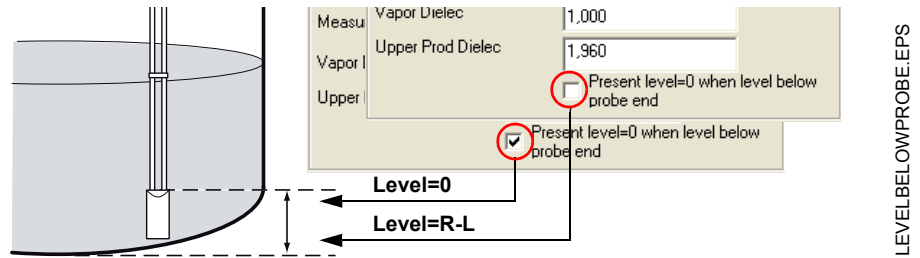 Measu
Vapor Dielec
1,000
Vapor
Upper Prod Dielec
1,960
Upper
Present level=0 when level below
probe end
Present level=0 when level below
probe end
Level=0
Level=R-L
LEVELBELOWPROBE.EPS